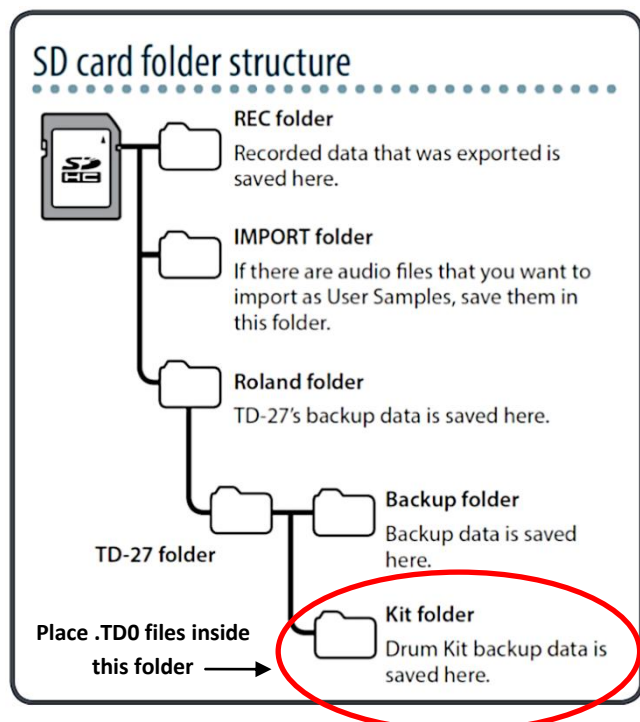 SD card folder structure
SD
HC
REC folder
Recorded data that was exported is
saved here.
IMPORT folder
If there are audio files that you want to
import as User Samples, save them in
this folder.
Roland folder
TD-27's backup data is saved here.
TD-27 folder
Backup folder
Backup data is saved
here.
Place .TD0 files inside
this folder
Kit folder
Drum Kit backup data is
saved here.